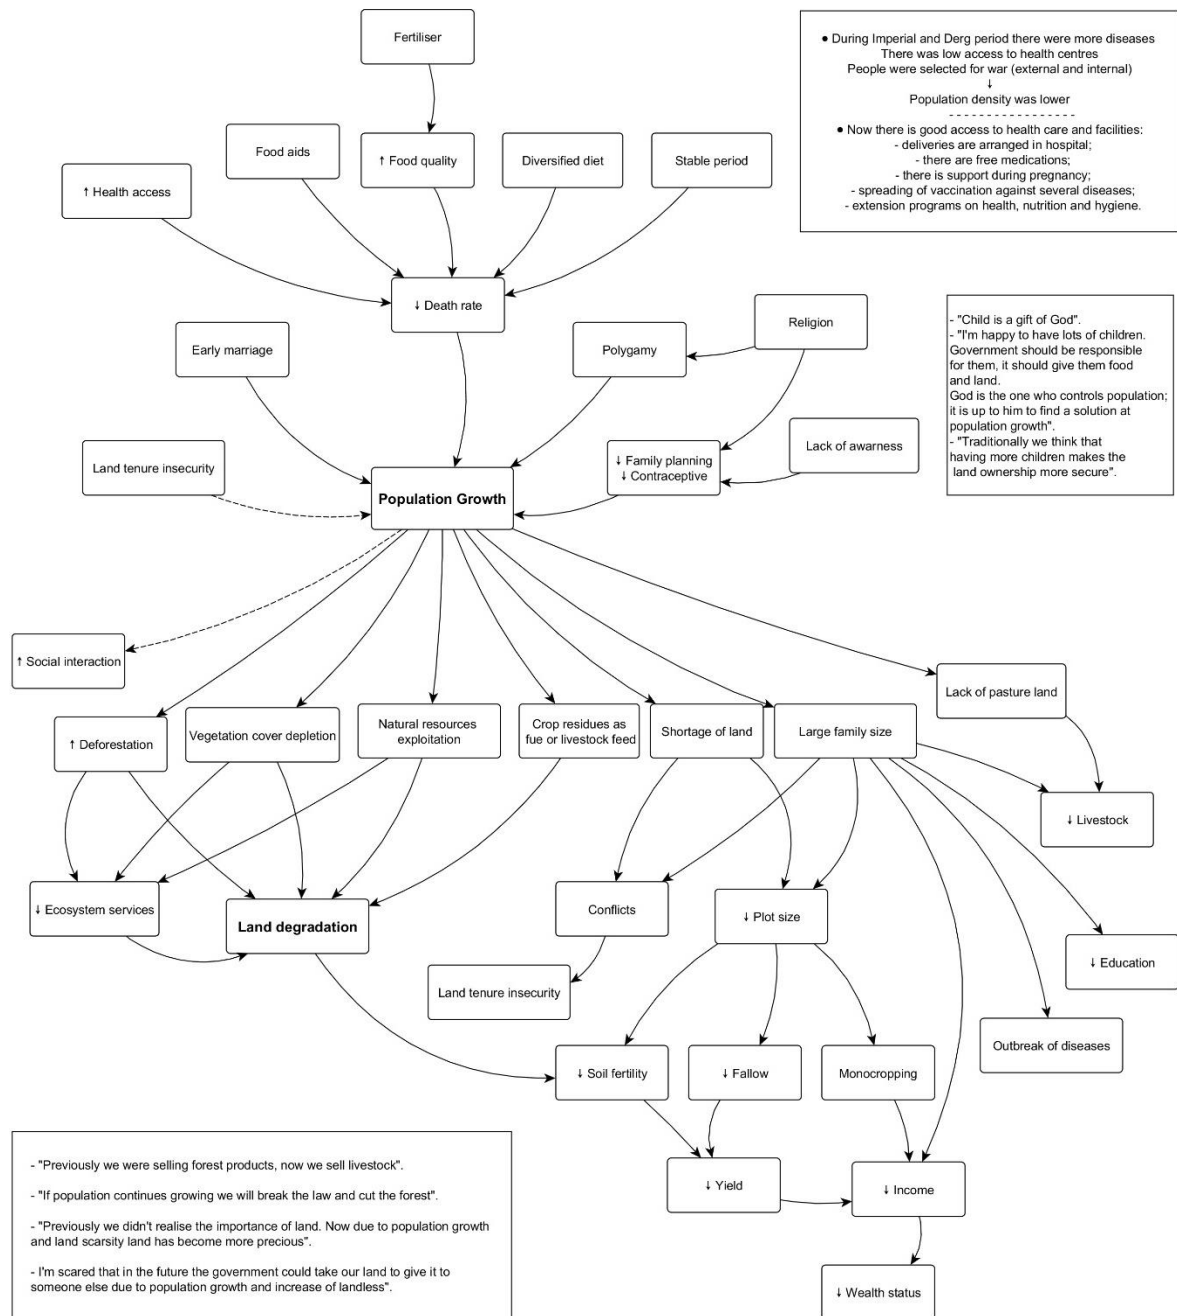 Fertiliser
● During Imperial and Derg period there were more diseases
There was low access to health centres
People were selected for war (external and internal)
↓
Population density was lower
- - - - - - - - - - - - - - - - -
● Now there is good access to health care and facilities:
- deliveries are arranged in hospital;
- there are free medications;
- there is support during pregnancy;
- spreading of vaccination against several diseases;
- extension programs on health, nutrition and hygiene.
↑ Health access
Food aids
↑ Food quality
Diversified diet
Stable period
↓ Death rate
Early marriage
Polygamy
Religion
- "Child is a gift of God".
- "I'm happy to have lots of children.
Government should be responsible
for them, it should give them food
and land.
God is the one who controls population;
it is up to him to find a solution at
population growth".
- "Traditionally we think that
having more children makes the
land ownership more secure".
Land tenure insecurity
Population Growth
↓ Family planning
↓ Contraceptive
Lack of awarness
↑ Social interaction
Lack of pasture land
↑ Deforestation
Vegetation cover depletion
Natural resources
exploitation
Crop residues as
fue or livestock feed
Shortage of land
Large family size
↓ Livestock
↓ Ecosystem services
Land degradation
Conflicts
↓ Plot size
↓ Education
Land tenure insecurity
Outbreak of diseases
↓ Soil fertility
↓ Fallow
Monocropping
↓ Yield
↓ Income
↓ Wealth status
- "Previously we were selling forest products, now we sell livestock".
- "If population continues growing we will break the law and cut the forest".
- "Previously we didn't realise the importance of land. Now due to population growth
and land scarsity land has become more precious".
- I'm scared that in the future the government could take our land to give it to
someone else due to population growth and increase of landless".